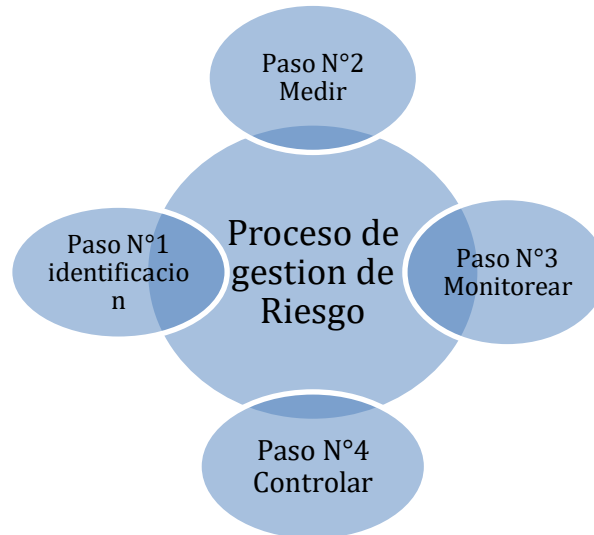 Paso N°2
Medir
Paso N°1
identificacio
n
Proceso de
gestion de
Riesgo
Paso N°3
Monitorear
Paso N°4
Controlar